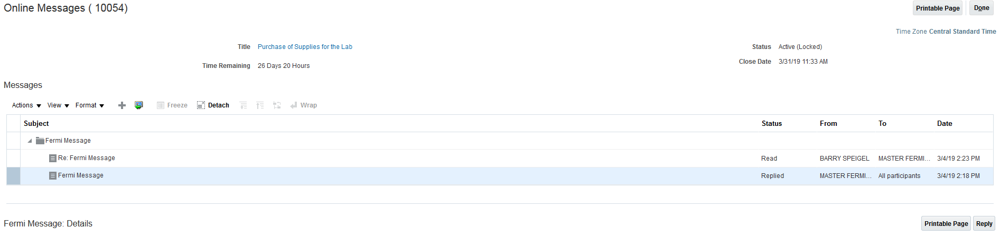 Online Messages ( 10054)
Printable Page Done
Time Zone Central Standard Time
Title Purchase of Supplies for the Lab
Status Active (Locked)
Time Remaining 26 Days 20 Hours
Close Date 3/31/19 11:33 AM
Messages
Actions View Format Freeze Detach Wrap
Subject Status From To Date
Fermi Message
Re: Fermi Message Read BARRY SPEIGEL MASTER FERMI... 3/4/19 2:23 PM
Fermi Message Replied MASTER FERMI... All participants 3/4/19 2:18 PM
Fermi Message: Details
Printable Page Reply